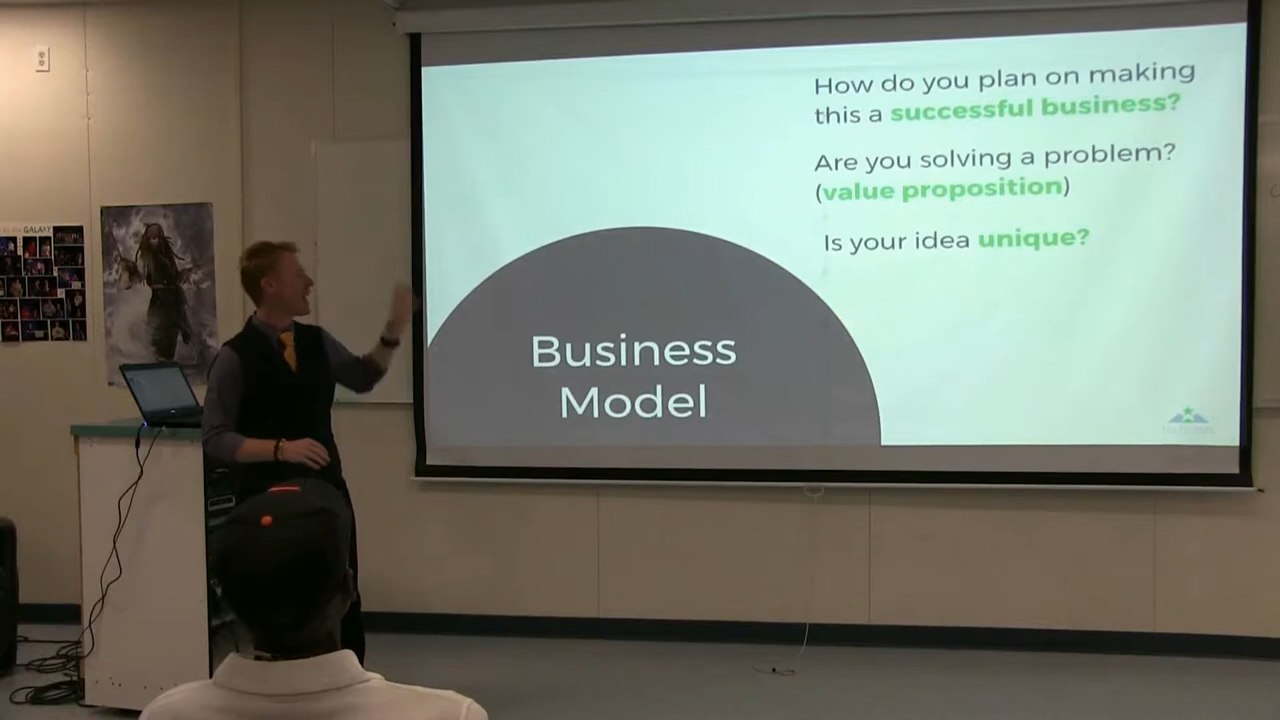 How do you plan on making
this a successful business?
Are you solving a problem?
(value proposition)
Is your idea unique?
Business
Model
GALAXY